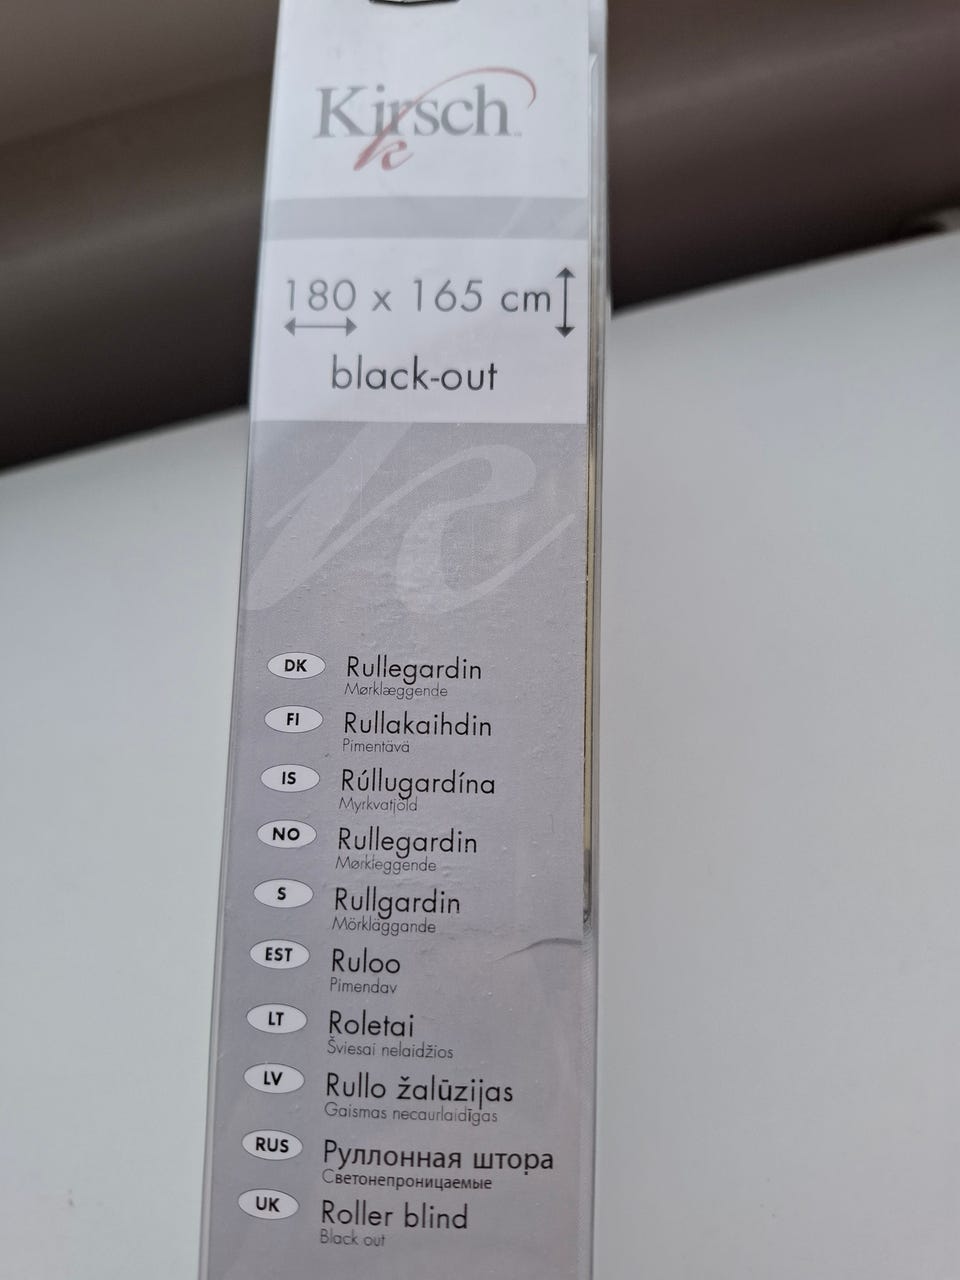 Kirsch
180 x 165 cm
black-out
DK Rullegardin
Mørklæggende
FI Rullakaihdin
Pimentävä
IS Rúllugardína
Myrkvatjöld
NO Rullegardin
Mørkleggende
S Rullgardin
Mörkläggande
EST Ruloo
Pimendav
LT Roletai
Šviesai nelaidžios
LV Rullo žalūzijas
Gaismas necaurlaidīgas
RUS Руллонная штора
Светонепроницаемые
UK Roller blind
Black out